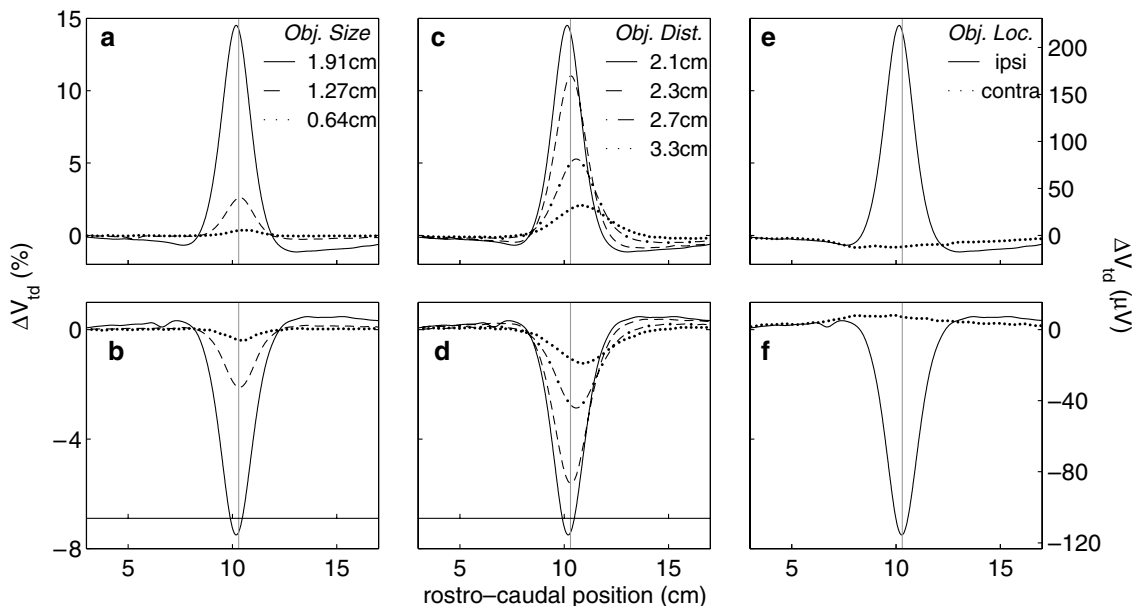 15
a
Obj. Size
1.91cm
1.27cm
0.64cm
10
5
0
c
Obj. Dist.
2.1cm
2.3cm
2.7cm
3.3cm
e
Obj. Loc.
ipsi
contra
200
150
100
50
0
ΔVtd (%)
ΔVtd (μV)
0
−4
−8
b
5
10
15
d
5
10
15
f
5
10
15
0
−40
−80
−120
rostro−caudal position (cm)